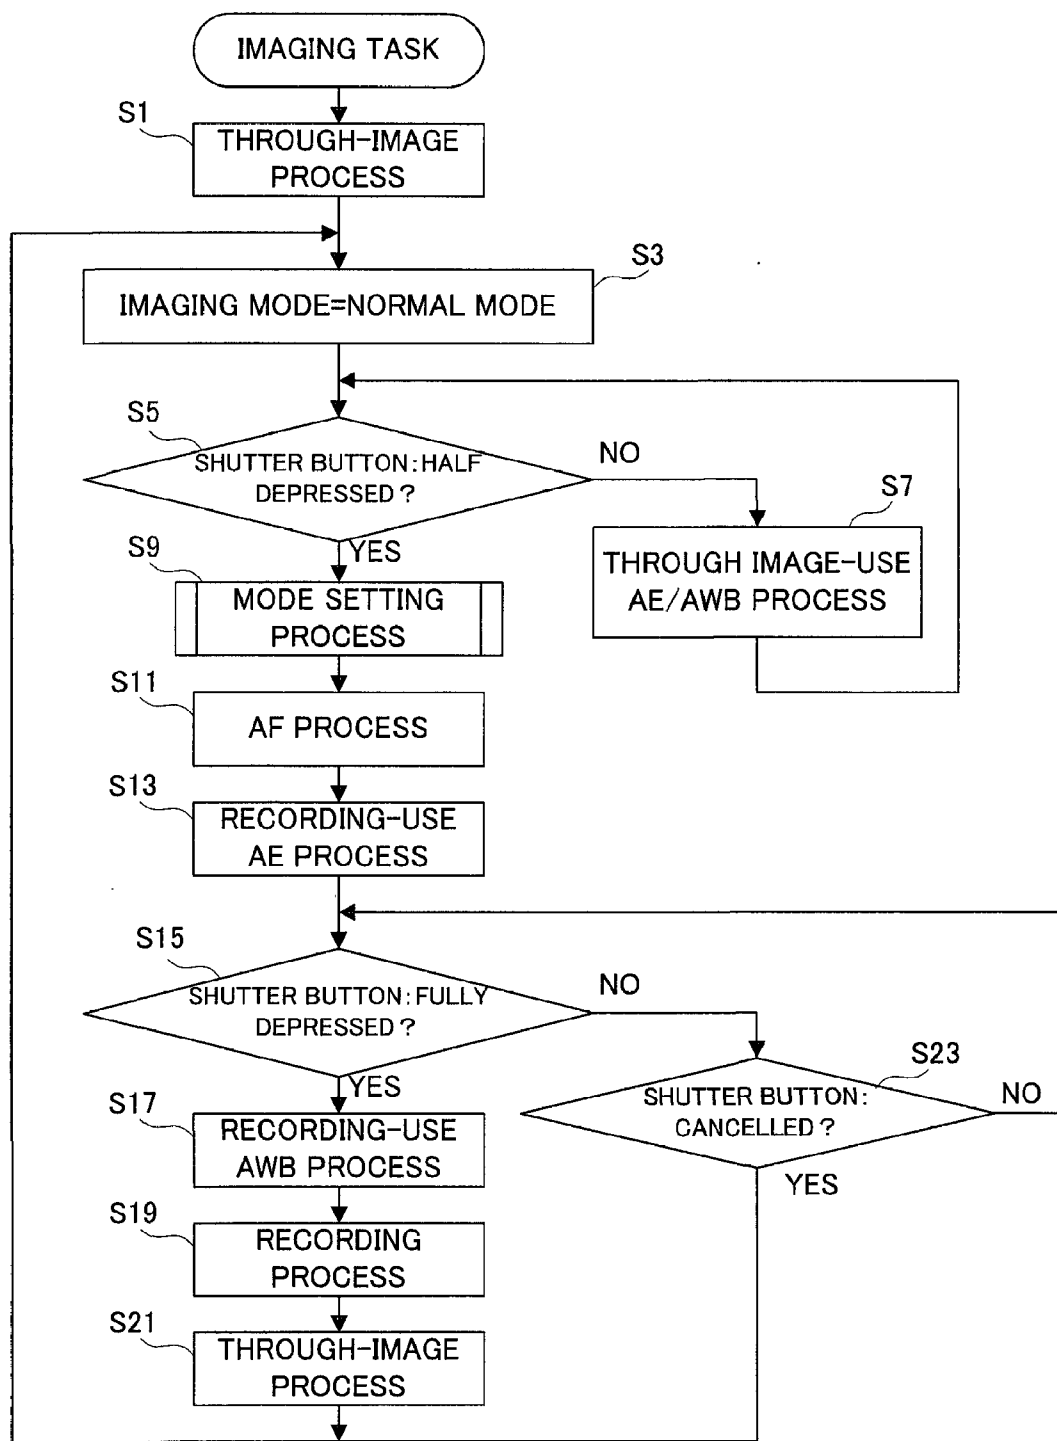 IMAGING TASK
S1
THROUGH-IMAGE
PROCESS
S3
IMAGING MODE=NORMAL MODE
S5
SHUTTER BUTTON:HALF
DEPRESSED?
NO
YES
S7
THROUGH IMAGE-USE
AE/AWB PROCESS
S9
MODE SETTING
PROCESS
S11
AF PROCESS
S13
RECORDING-USE
AE PROCESS
S15
SHUTTER BUTTON:FULLY
DEPRESSED?
NO
YES
S23
SHUTTER BUTTON:
CANCELLED?
NO
YES
S17
RECORDING-USE
AWB PROCESS
S19
RECORDING
PROCESS
S21
THROUGH-IMAGE
PROCESS